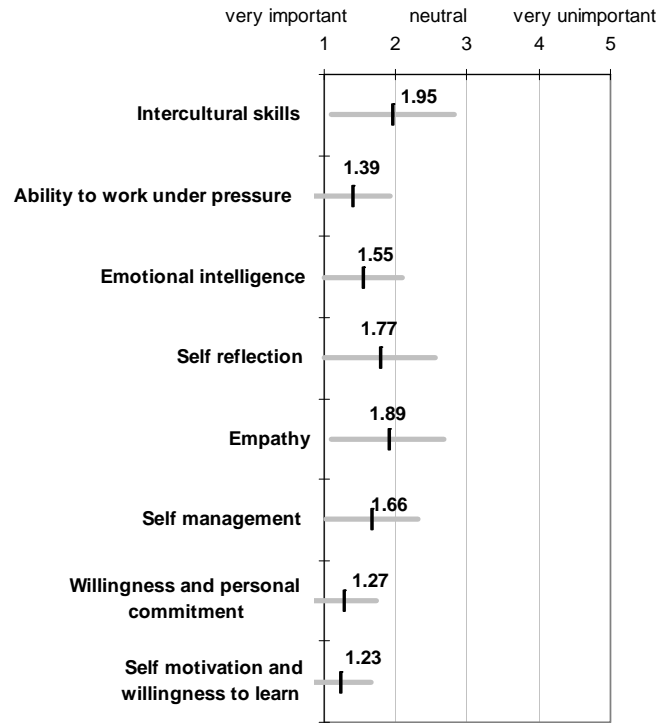 very important neutral very unimportant
1 2 3 4 5
Intercultural skills 1.95
Ability to work under pressure 1.39
Emotional intelligence 1.55
Self reflection 1.77
Empathy 1.89
Self management 1.66
Willingness and personal 1.27
commitment
Self motivation and 1.23
willingness to learn